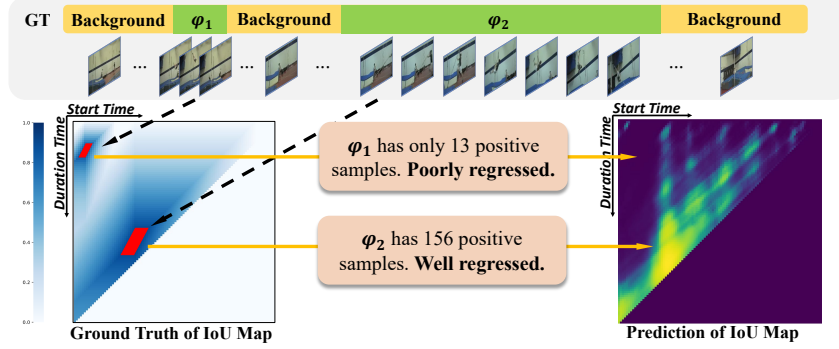 GT Background φ₁ Background φ₂ Background
... ... ... ...
Start Time
Duration Time
1.0
0.8
0.6
0.4
0.2
0.0
φ₁ has only 13 positive
samples. Poorly regressed.
φ₂ has 156 positive
samples. Well regressed.
Start Time
Duration Time
Ground Truth of IoU Map
Prediction of IoU Map